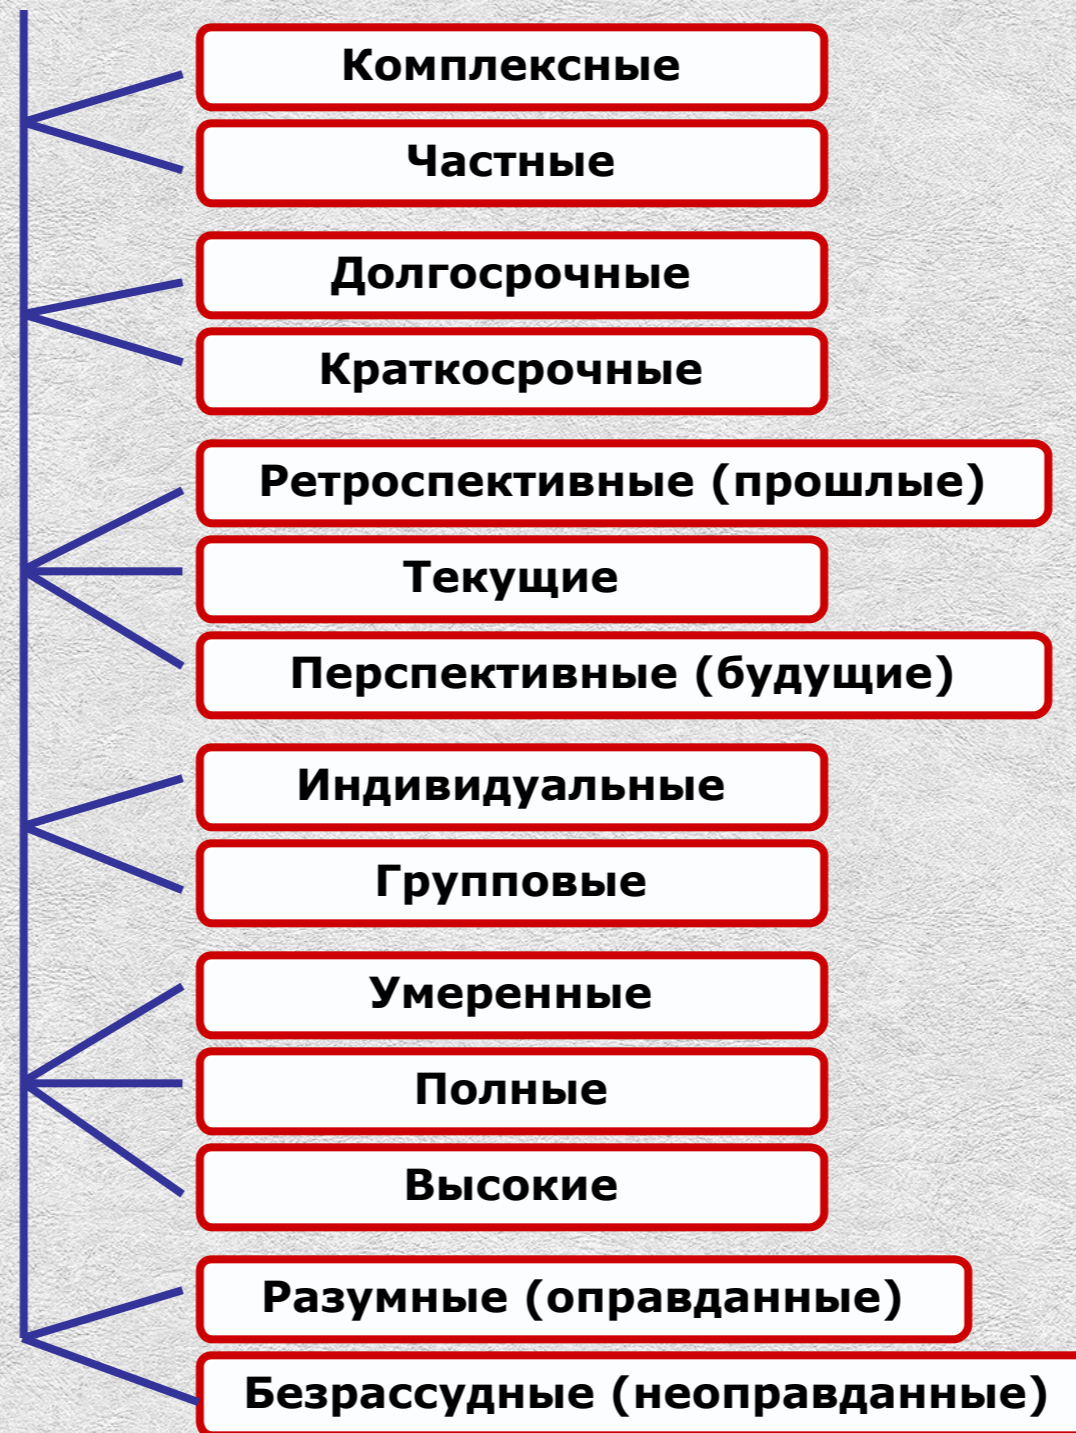 Комплексные
Частные
Долгосрочные
Краткосрочные
Ретроспективные (прошлые)
Текущие
Перспективные (будущие)
Индивидуальные
Групповые
Умеренные
Полные
Высокие
Разумные (оправданные)
Безрассудные (неоправданные)